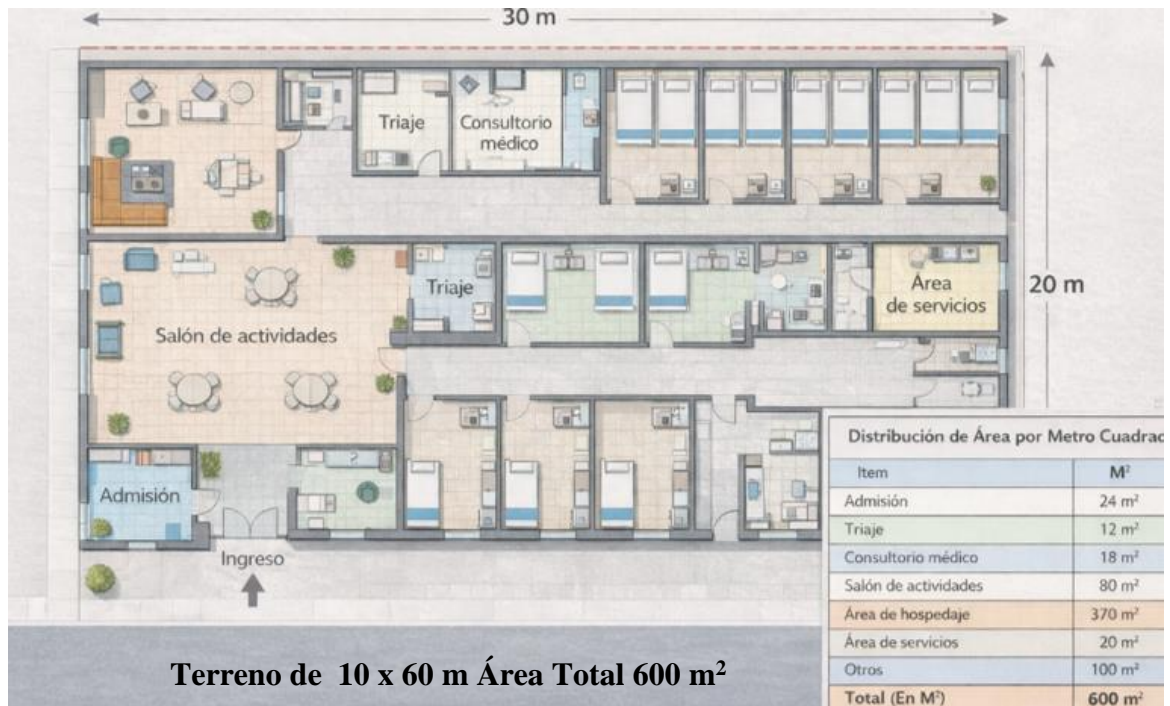 30 m
Triaje
Consultorio
médico
20 m
Triaje
Área
de servicios
Salón de actividades
Admisión
?
Ingreso
Distribución de Área por Metro Cuadrad
Item M²
Admisión 24 m²
Triaje 12 m²
Consultorio médico 18 m²
Salón de actividades 80 m²
Área de hospedaje 370 m²
Área de servicios 20 m²
Otros 100 m²
Total (En M²) 600 m²
Terreno de 10 x 60 m Área Total 600 m²